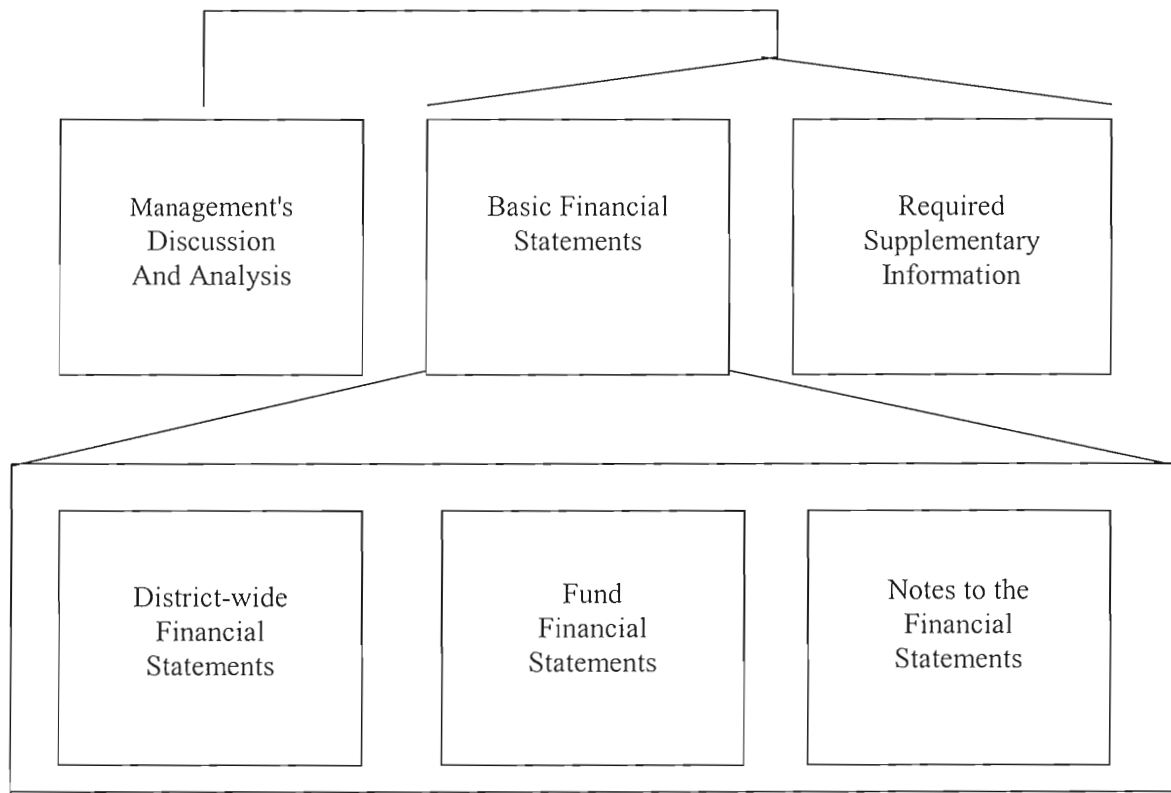 Management's
Discussion
And Analysis
Basic Financial
Statements
Required
Supplementary
Information
District-wide
Financial
Statements
Fund
Financial
Statements
Notes to the
Financial
Statements